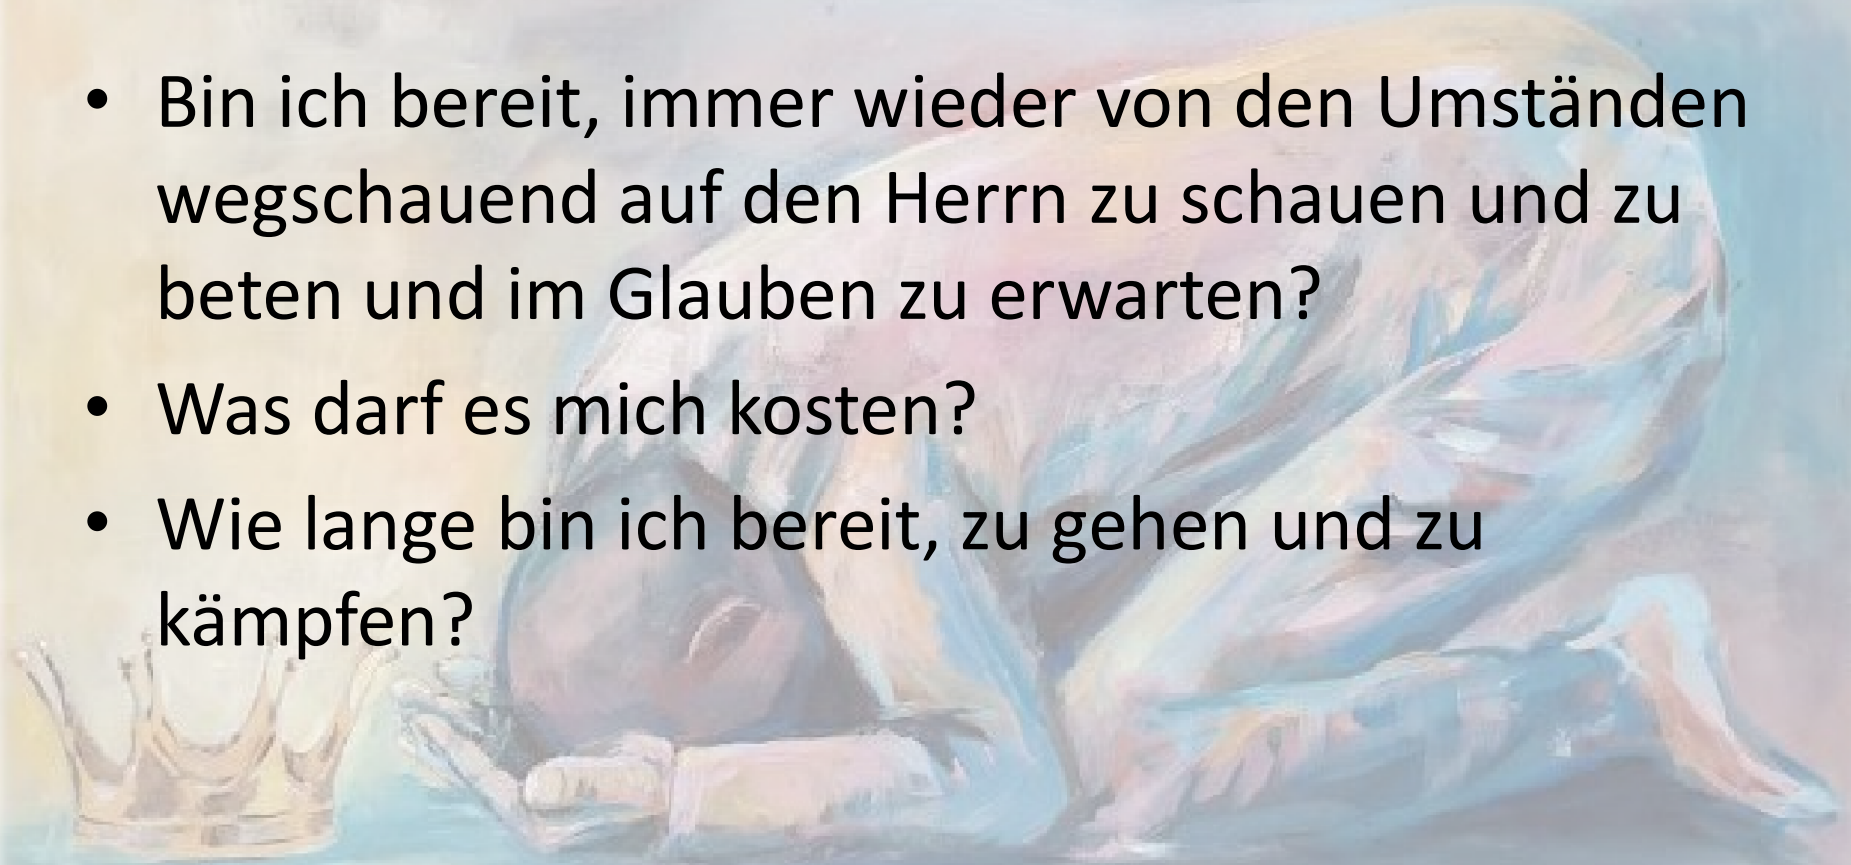 • Bin ich bereit, immer wieder von den Umständen
wegschauend auf den Herrn zu schauen und zu
beten und im Glauben zu erwarten?
• Was darf es mich kosten?
• Wie lange bin ich bereit, zu gehen und zu
kämpfen?